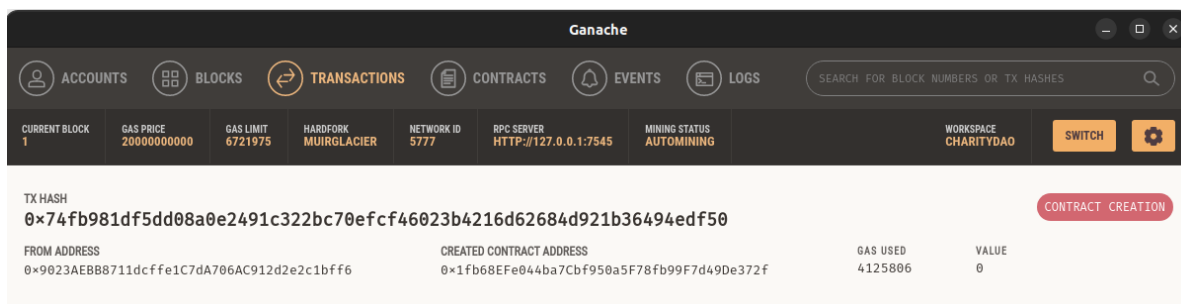 Ganache
ACCOUNTS BLOCKS TRANSACTIONS CONTRACTS EVENTS LOGS SEARCH FOR BLOCK NUMBERS OR TX HASHES
CURRENT BLOCK GAS PRICE GAS LIMIT HARDFORK NETWORK ID RPC SERVER MINING STATUS WORKSPACE
1 20000000000 6721975 MUIRGLACIER 5777 HTTP://127.0.0.1:7545 AUTOMINING CHARITYDAO SWITCH
TX HASH
0×74fb981df5dd08a0e2491c322bc70efcf46023b4216d62684d921b36494edf50 CONTRACT CREATION
FROM ADDRESS CREATED CONTRACT ADDRESS GAS USED VALUE
0×9023AEBB8711dcffe1C7dA706AC912d2e2c1bff6 0×1fb68EFe044ba7Cbf950a5F78fb99F7d49De372f 4125806 0